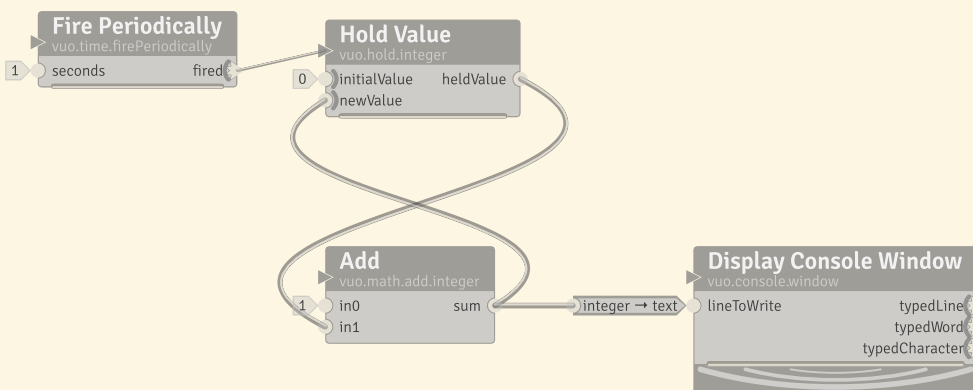 Fire Periodically
vuo.time.firePeriodically
1 seconds fired
Hold Value
vuo.hold.integer
0 initialValue heldValue
newValue
Add
vuo.math.add.integer
1 in0 sum
in1
integer → text
Display Console Window
vuo.console.window
lineToWrite typedLine
typedWord
typedCharacter